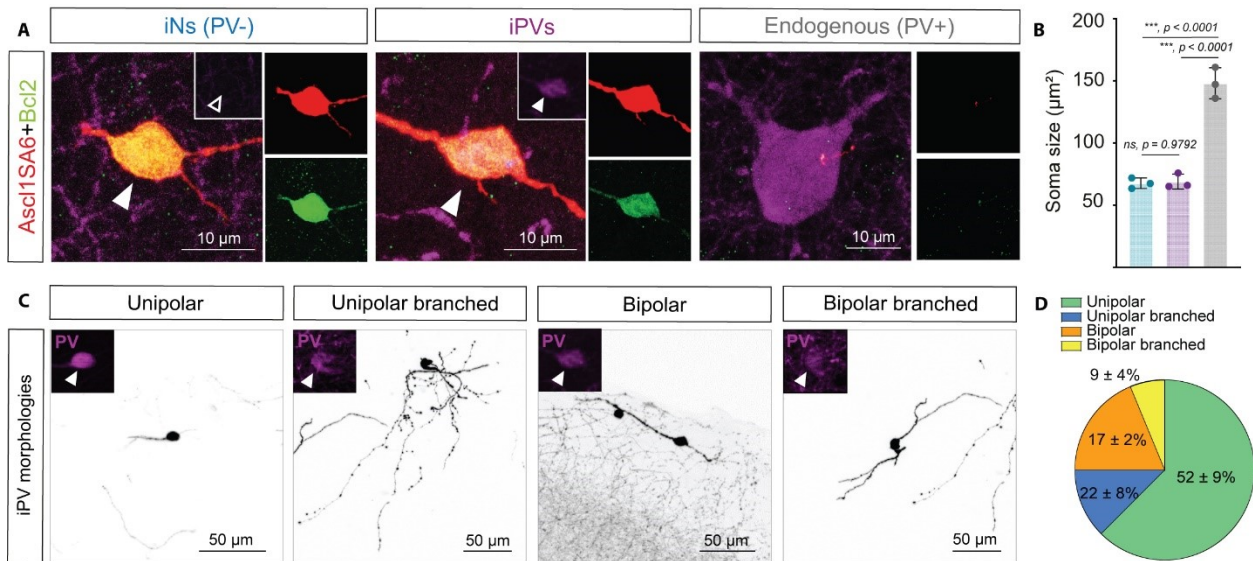 A
iNs (PV-)
iPVs
Endogenous (PV+)
Ascl1SA6+Bcl2
10 µm
10 µm
10 µm
B
Soma size (µm²)
200
150
100
50
***, p < 0.0001
***, p < 0.0001
ns, p = 0.9792
C
Unipolar
Unipolar branched
Bipolar
Bipolar branched
iPV morphologies
PV
PV
PV
PV
50 µm
50 µm
50 µm
50 µm
D
Unipolar
Unipolar branched
Bipolar
Bipolar branched
9 ± 4%
17 ± 2%
52 ± 9%
22 ± 8%